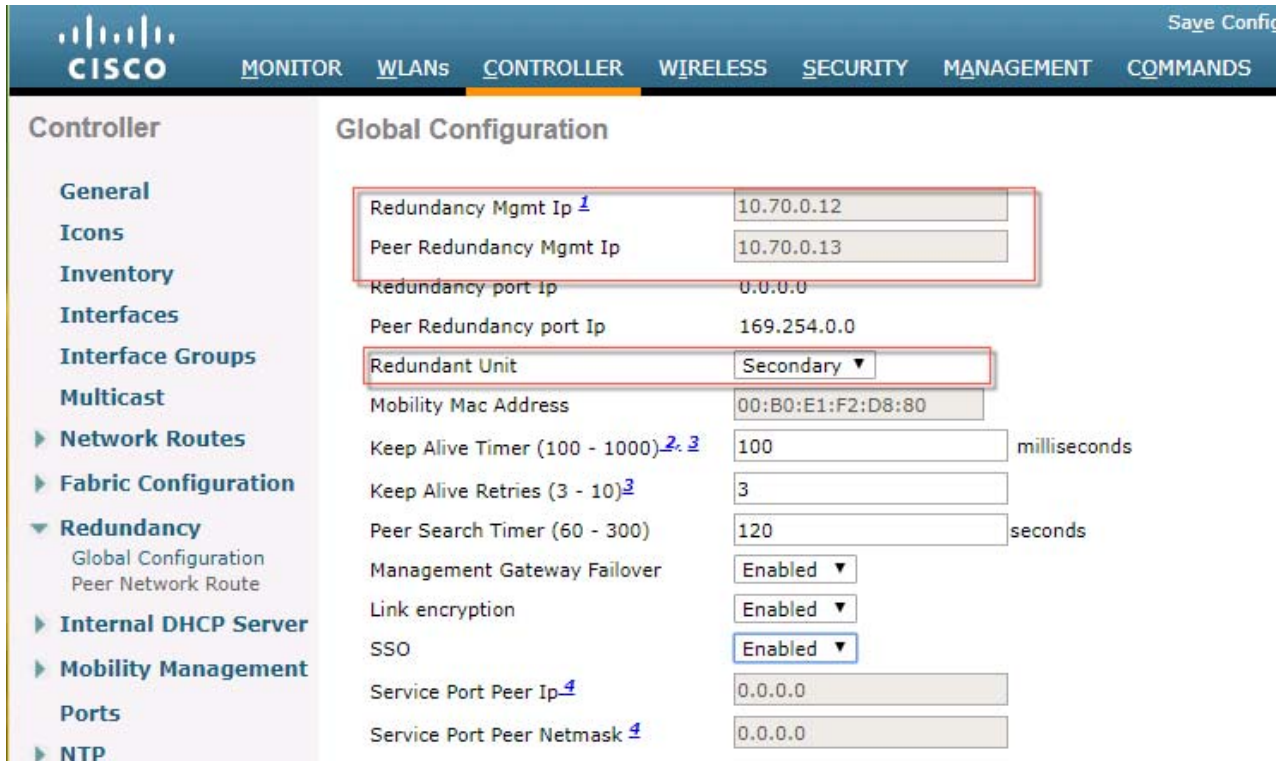 Save Config
CISCO MONITOR WLANs CONTROLLER WIRELESS SECURITY MANAGEMENT COMMANDS
Controller
General
Icons
Inventory
Interfaces
Interface Groups
Multicast
Network Routes
Fabric Configuration
Redundancy
Global Configuration
Peer Network Route
Internal DHCP Server
Mobility Management
Ports
NTP
Global Configuration
Redundancy Mgmt Ip 1 10.70.0.12
Peer Redundancy Mgmt Ip 10.70.0.13
Redundancy port Ip 0.0.0.0
Peer Redundancy port Ip 169.254.0.0
Redundant Unit Secondary
Mobility Mac Address 00:B0:E1:F2:D8:80
Keep Alive Timer (100 - 1000) 2, 3 100 milliseconds
Keep Alive Retries (3 - 10) 3 3
Peer Search Timer (60 - 300) 120 seconds
Management Gateway Failover Enabled
Link encryption Enabled
SSO Enabled
Service Port Peer Ip 4 0.0.0.0
Service Port Peer Netmask 4 0.0.0.0